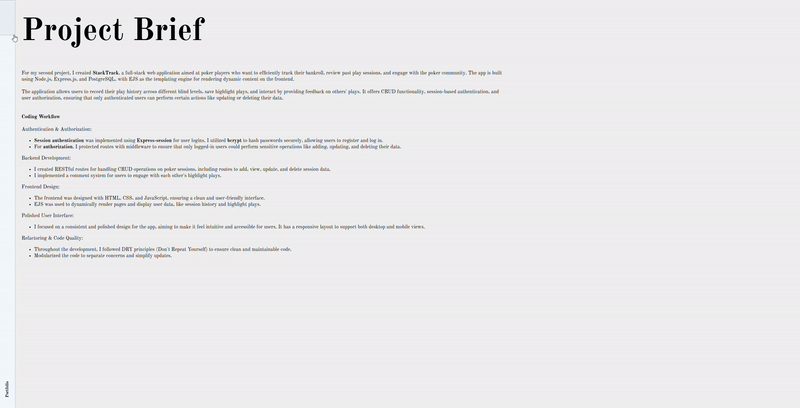 Project Brief
For my second project, I created StackTrack, a full-stack web application aimed at poker players who want to efficiently track their bankroll, review past play sessions, and engage with the poker community. The app is built
using Node.js, Express.js, and PostgreSQL, with EJS as the templating engine for rendering dynamic content on the frontend.
The application allows users to record their play history across different blind levels, save highlight plays, and interact by providing feedback on others' plays. It offers CRUD functionality, session-based authentication, and
user authorization, ensuring that only authenticated users can perform certain actions like updating or deleting their data.
Coding Workflow
Authentication & Authorization:
• Session authentication was implemented using Express-session for user logins. I utilized bcrypt to hash passwords securely, allowing users to register and log in.
• For authorization, I protected routes with middleware to ensure that only logged-in users could perform sensitive operations like adding, updating, and deleting their data.
Backend Development:
• I created RESTful routes for handling CRUD operations on poker sessions, including routes to add, view, update, and delete session data.
• I implemented a comment system for users to engage with each other's highlight plays.
Frontend Design:
• The frontend was designed with HTML, CSS, and JavaScript, ensuring a clean and user-friendly interface.
• EJS was used to dynamically render pages and display user data, like session history and highlight plays.
Polished User Interface:
• I focused on a consistent and polished design for the app, aiming to make it feel intuitive and accessible for users. It has a responsive layout to support both desktop and mobile views.
Refactoring & Code Quality:
• Throughout the development, I followed DRY principles (Don't Repeat Yourself) to ensure clean and maintainable code.
• Modularized the code to separate concerns and simplify updates.
Portfolio